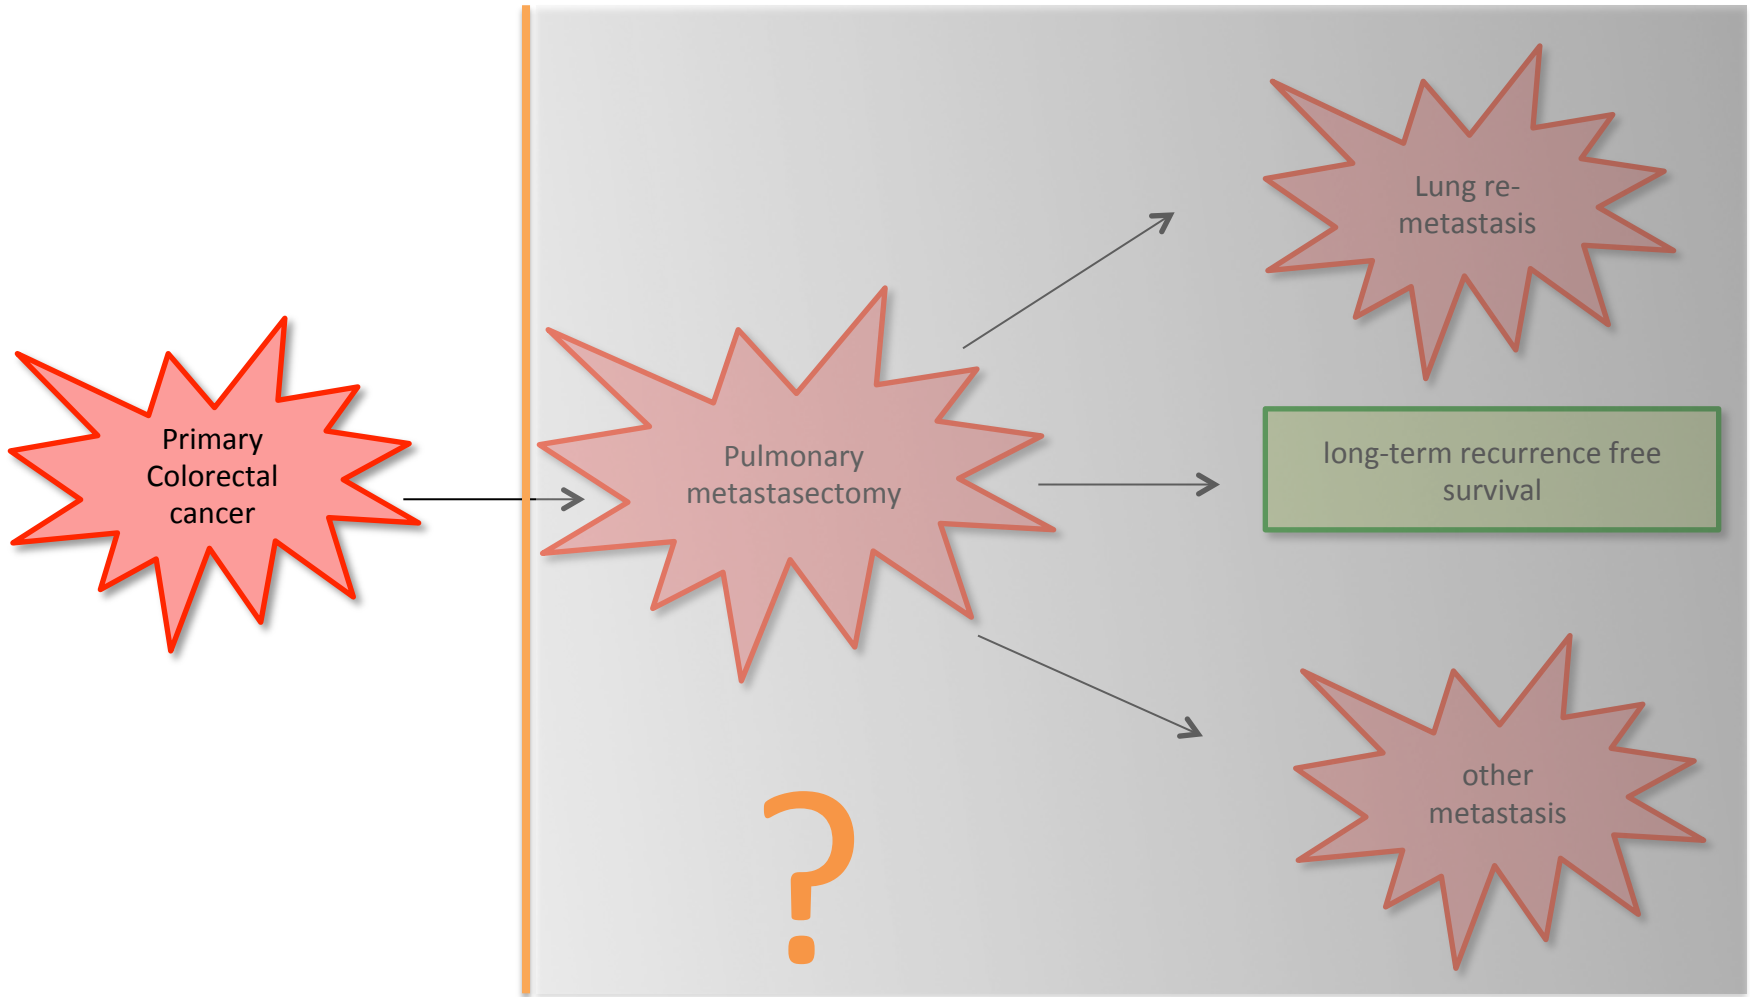 Primary
Colorectal
cancer
Pulmonary
metastasectomy
Lung re-
metastasis
long-term recurrence free
survival
other
metastasis
?